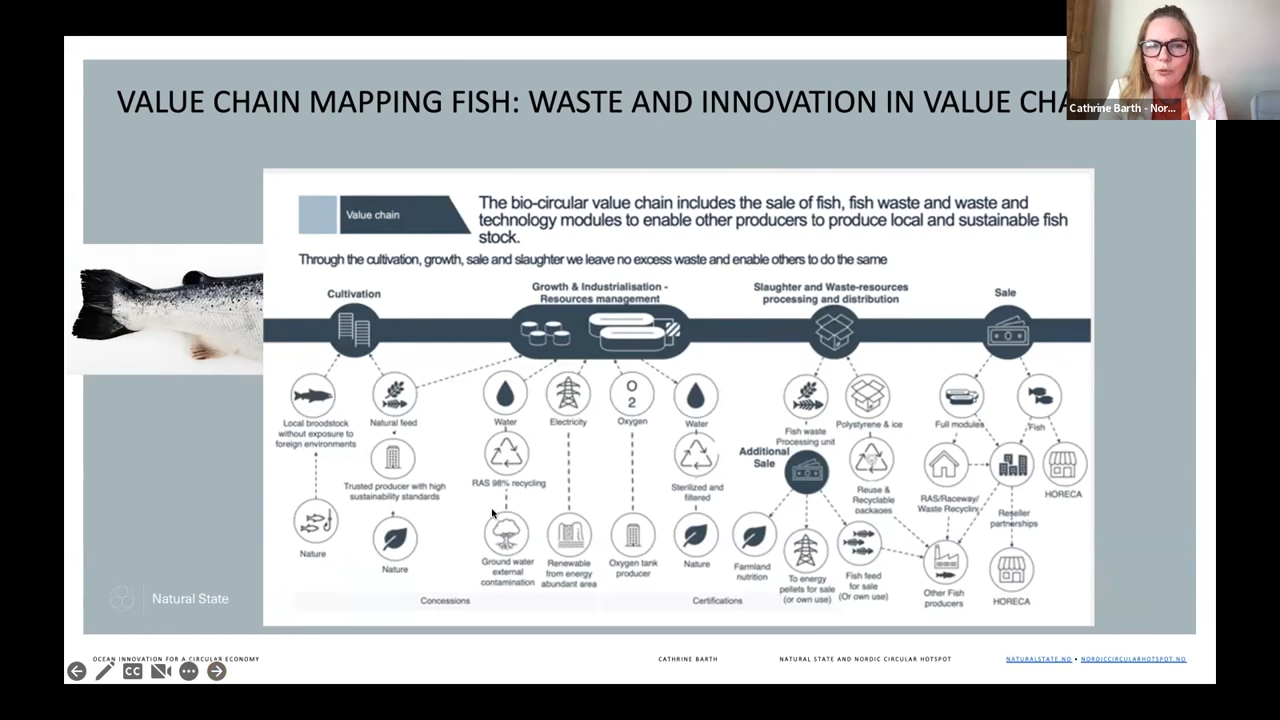 VALUE CHAIN MAPPING FISH: WASTE AND INNOVATION IN VALUE CHA
Cathrine Barth - Nor...
Value chain
The bio-circular value chain includes the sale of fish, fish waste and waste and
technology modules to enable other producers to produce local and sustainable fish
stock.
Through the cultivation, growth, sale and slaughter we leave no excess waste and enable others to do the same
Cultivation
Growth & Industrialisation -
Resources management
Slaughter and Waste-resources
processing and distribution
Sale
Local broodstock
without exposure to
foreign environments
Natural feed
Water
Electricity
O
2
Oxygen
Water
Fish waste
Processing unit
Polystyrene & ice
Full modules
Fish
Trusted producer with high
sustainability standards
RAS 98% recycling
Sterilized and
filtered
Additional
Sale
Reuse &
Recyclable
packages
RAS/Raceway/
Waste Recycling
Reseller
partnerships
HORECA
Nature
Nature
Ground water
external
contamination
Renewable
from energy
abundant area
Oxygen tank
producer
Nature
Farmland
nutrition
To energy
pellets for sale
(or own use)
Fish feed
for sale
(Or own use)
Other Fish
producers
HORECA
Concessions
Certifications
Natural State
OCEAN INNOVATION FOR A CIRCULAR ECONOMY
CATHRINE BARTH
NATURAL STATE AND NORDIC CIRCULAR HOTSPOT
NATURALSTATE.NO • NORDICCIRCULARHOTSPOT.NO
CC